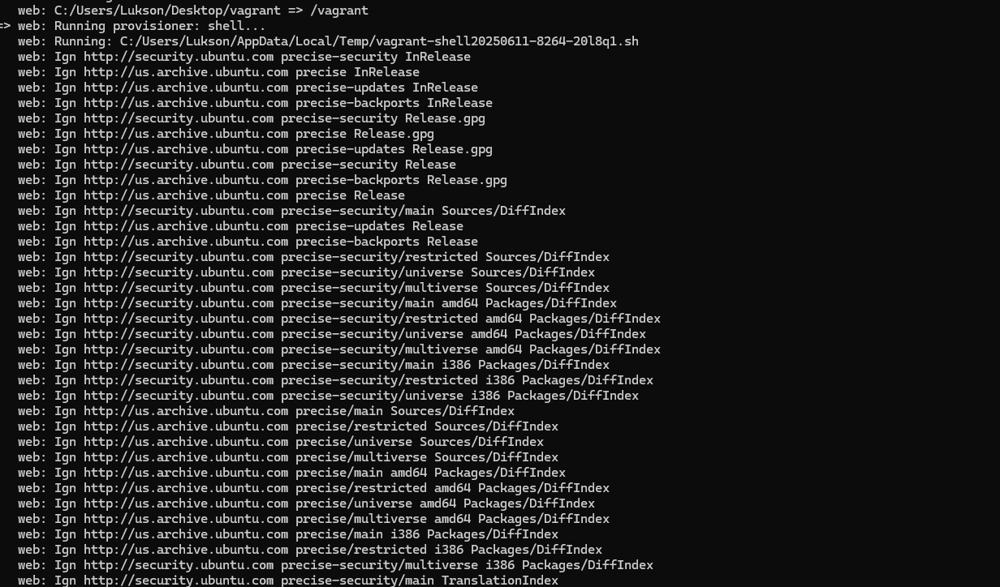 web: C:/Users/Lukson/Desktop/vagrant => /vagrant
=> web: Running provisioner: shell...
web: Running: C:/Users/Lukson/AppData/Local/Temp/vagrant-shell20250611-8264-20l8q1.sh
web: Ign http://security.ubuntu.com precise-security InRelease
web: Ign http://us.archive.ubuntu.com precise InRelease
web: Ign http://us.archive.ubuntu.com precise-updates InRelease
web: Ign http://us.archive.ubuntu.com precise-backports InRelease
web: Ign http://security.ubuntu.com precise-security Release.gpg
web: Ign http://us.archive.ubuntu.com precise Release.gpg
web: Ign http://us.archive.ubuntu.com precise-updates Release.gpg
web: Ign http://security.ubuntu.com precise-security Release
web: Ign http://us.archive.ubuntu.com precise-backports Release.gpg
web: Ign http://us.archive.ubuntu.com precise Release
web: Ign http://security.ubuntu.com precise-security/main Sources/DiffIndex
web: Ign http://us.archive.ubuntu.com precise-updates Release
web: Ign http://us.archive.ubuntu.com precise-backports Release
web: Ign http://security.ubuntu.com precise-security/restricted Sources/DiffIndex
web: Ign http://security.ubuntu.com precise-security/universe Sources/DiffIndex
web: Ign http://security.ubuntu.com precise-security/multiverse Sources/DiffIndex
web: Ign http://security.ubuntu.com precise-security/main amd64 Packages/DiffIndex
web: Ign http://security.ubuntu.com precise-security/restricted amd64 Packages/DiffIndex
web: Ign http://security.ubuntu.com precise-security/universe amd64 Packages/DiffIndex
web: Ign http://security.ubuntu.com precise-security/multiverse amd64 Packages/DiffIndex
web: Ign http://security.ubuntu.com precise-security/main i386 Packages/DiffIndex
web: Ign http://security.ubuntu.com precise-security/restricted i386 Packages/DiffIndex
web: Ign http://security.ubuntu.com precise-security/universe i386 Packages/DiffIndex
web: Ign http://us.archive.ubuntu.com precise/main Sources/DiffIndex
web: Ign http://us.archive.ubuntu.com precise/restricted Sources/DiffIndex
web: Ign http://us.archive.ubuntu.com precise/universe Sources/DiffIndex
web: Ign http://us.archive.ubuntu.com precise/multiverse Sources/DiffIndex
web: Ign http://us.archive.ubuntu.com precise/main amd64 Packages/DiffIndex
web: Ign http://us.archive.ubuntu.com precise/restricted amd64 Packages/DiffIndex
web: Ign http://us.archive.ubuntu.com precise/universe amd64 Packages/DiffIndex
web: Ign http://us.archive.ubuntu.com precise/multiverse amd64 Packages/DiffIndex
web: Ign http://us.archive.ubuntu.com precise/main i386 Packages/DiffIndex
web: Ign http://us.archive.ubuntu.com precise/restricted i386 Packages/DiffIndex
web: Ign http://security.ubuntu.com precise-security/multiverse i386 Packages/DiffIndex
web: Ign http://security.ubuntu.com precise-security/main TranslationIndex